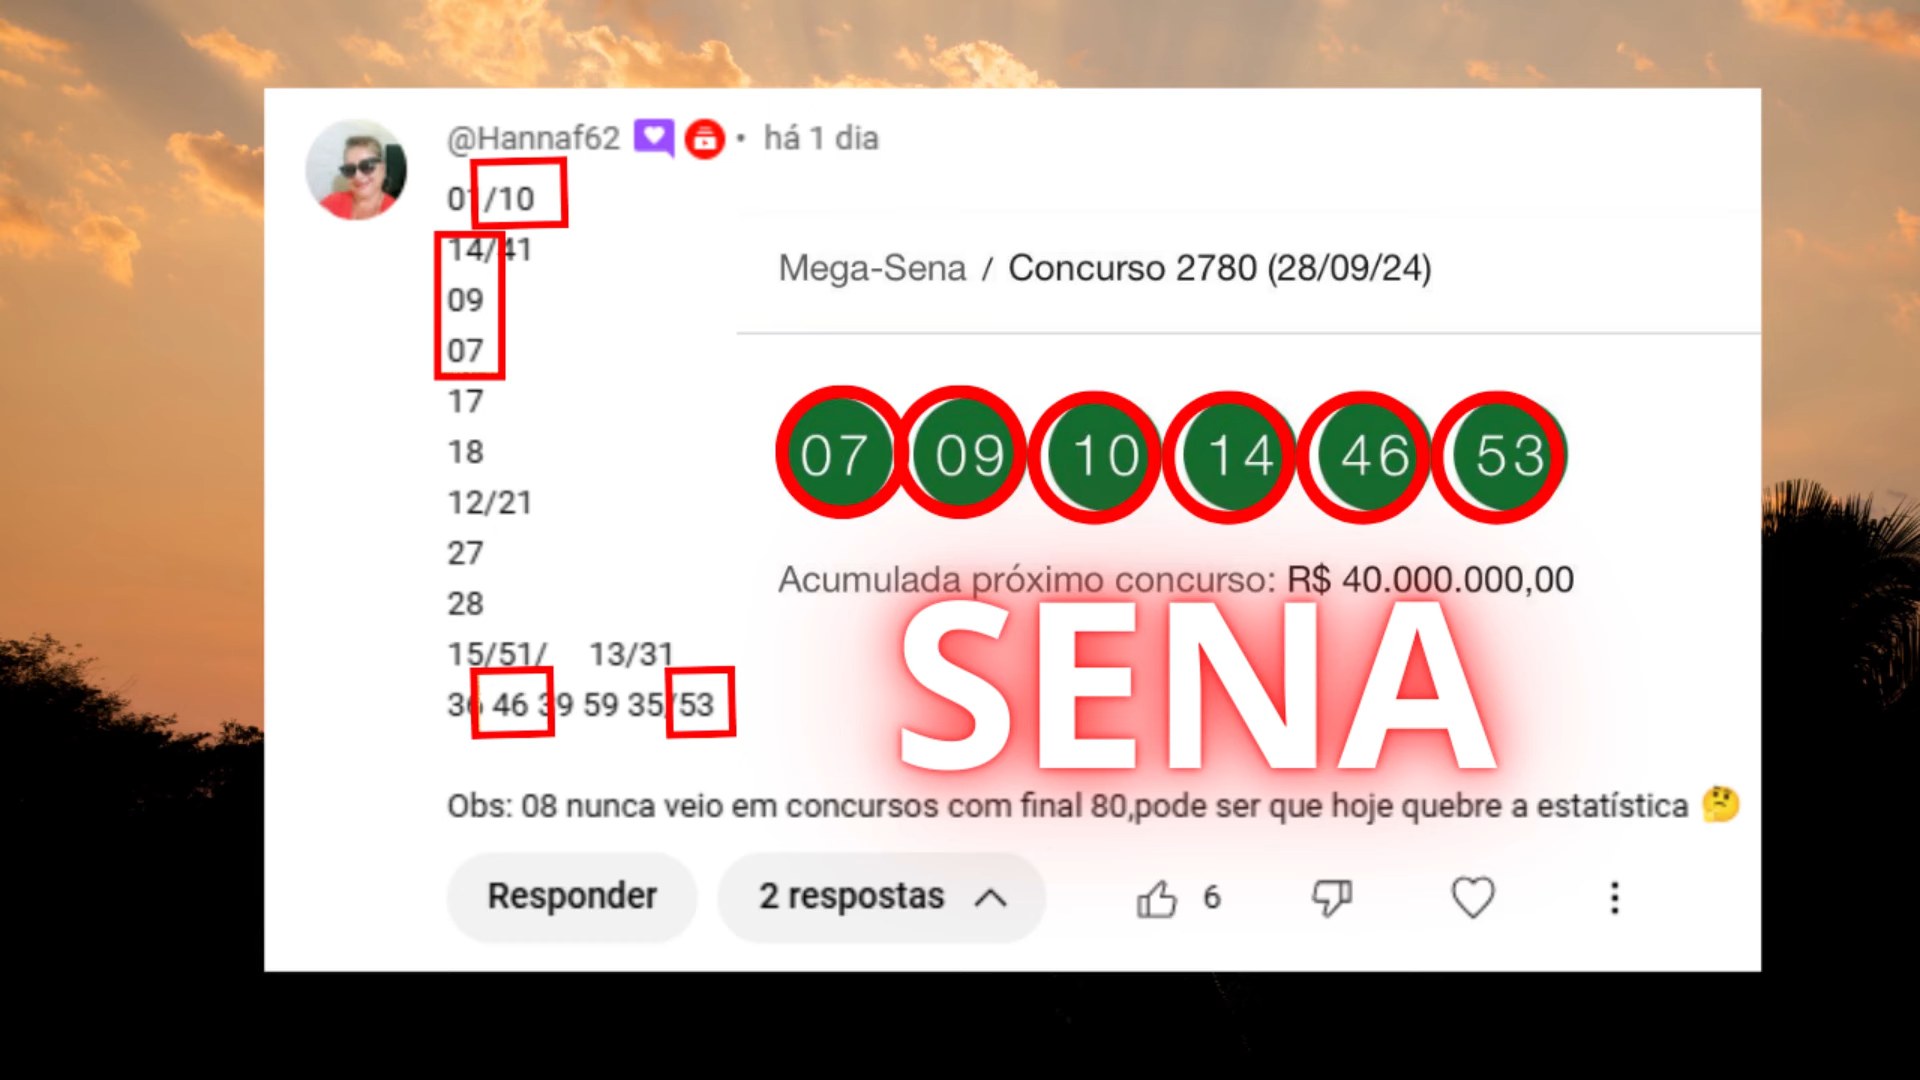 @Hannaf62 • há 1 dia
01/10
14/41
09
07
17
18
12/21
27
28
15/51/ 13/31
36 46 39 59 35/53
Mega-Sena / Concurso 2780 (28/09/24)
07 09 10 14 46 53
Acumulada próximo concurso: R$ 40.000.000,00
SENA
Obs: 08 nunca veio em concursos com final 80,pode ser que hoje quebre a estatística 🤔
Responder 2 respostas 6